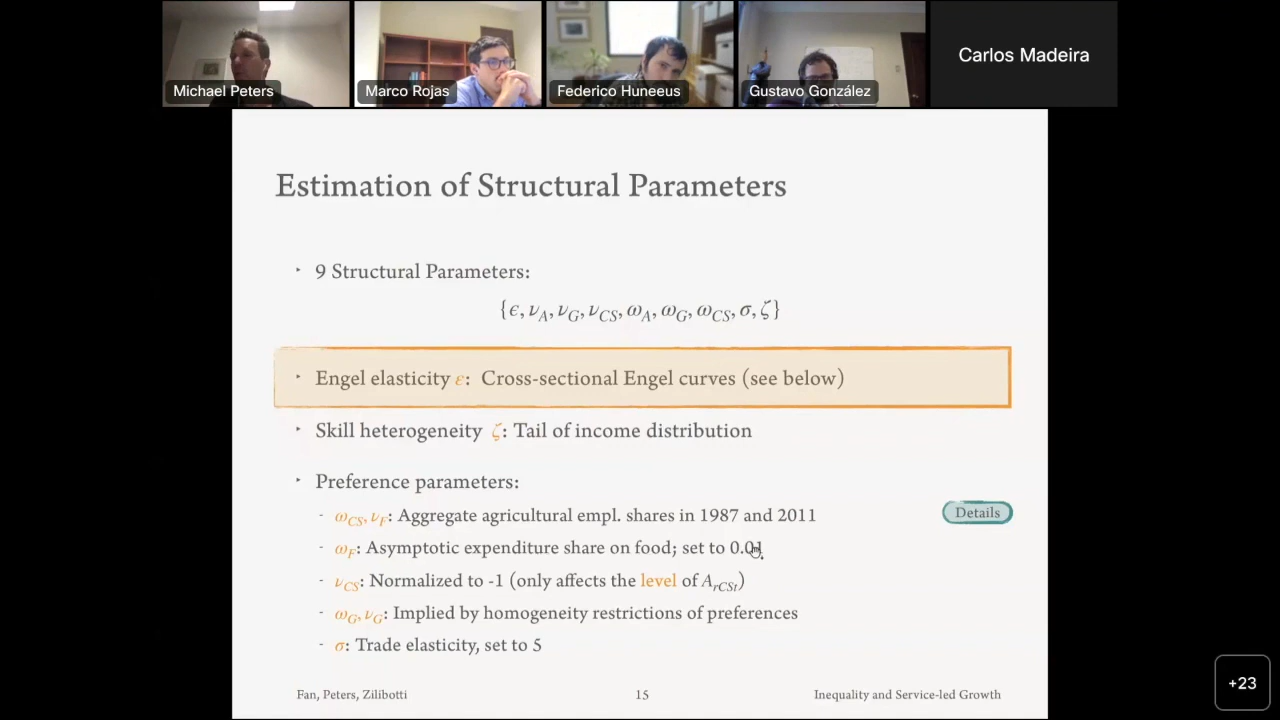 Michael Peters
Marco Rojas
Federico Huneeus
Gustavo González
Carlos Madeira
Estimation of Structural Parameters
‣ 9 Structural Parameters:
{ϵ, ν_A, ν_G, ν_CS, ω_A, ω_G, ω_CS, σ, ζ}
‣ Engel elasticity ε: Cross-sectional Engel curves (see below)
‣ Skill heterogeneity ζ: Tail of income distribution
‣ Preference parameters:
- ω_CS, ν_F: Aggregate agricultural empl. shares in 1987 and 2011
Details
- ω_F: Asymptotic expenditure share on food; set to 0.01
- ν_CS: Normalized to -1 (only affects the level of A_rCSt)
- ω_G, ν_G: Implied by homogeneity restrictions of preferences
- σ: Trade elasticity, set to 5
Fan, Peters, Zilibotti
15
Inequality and Service-led Growth
+23